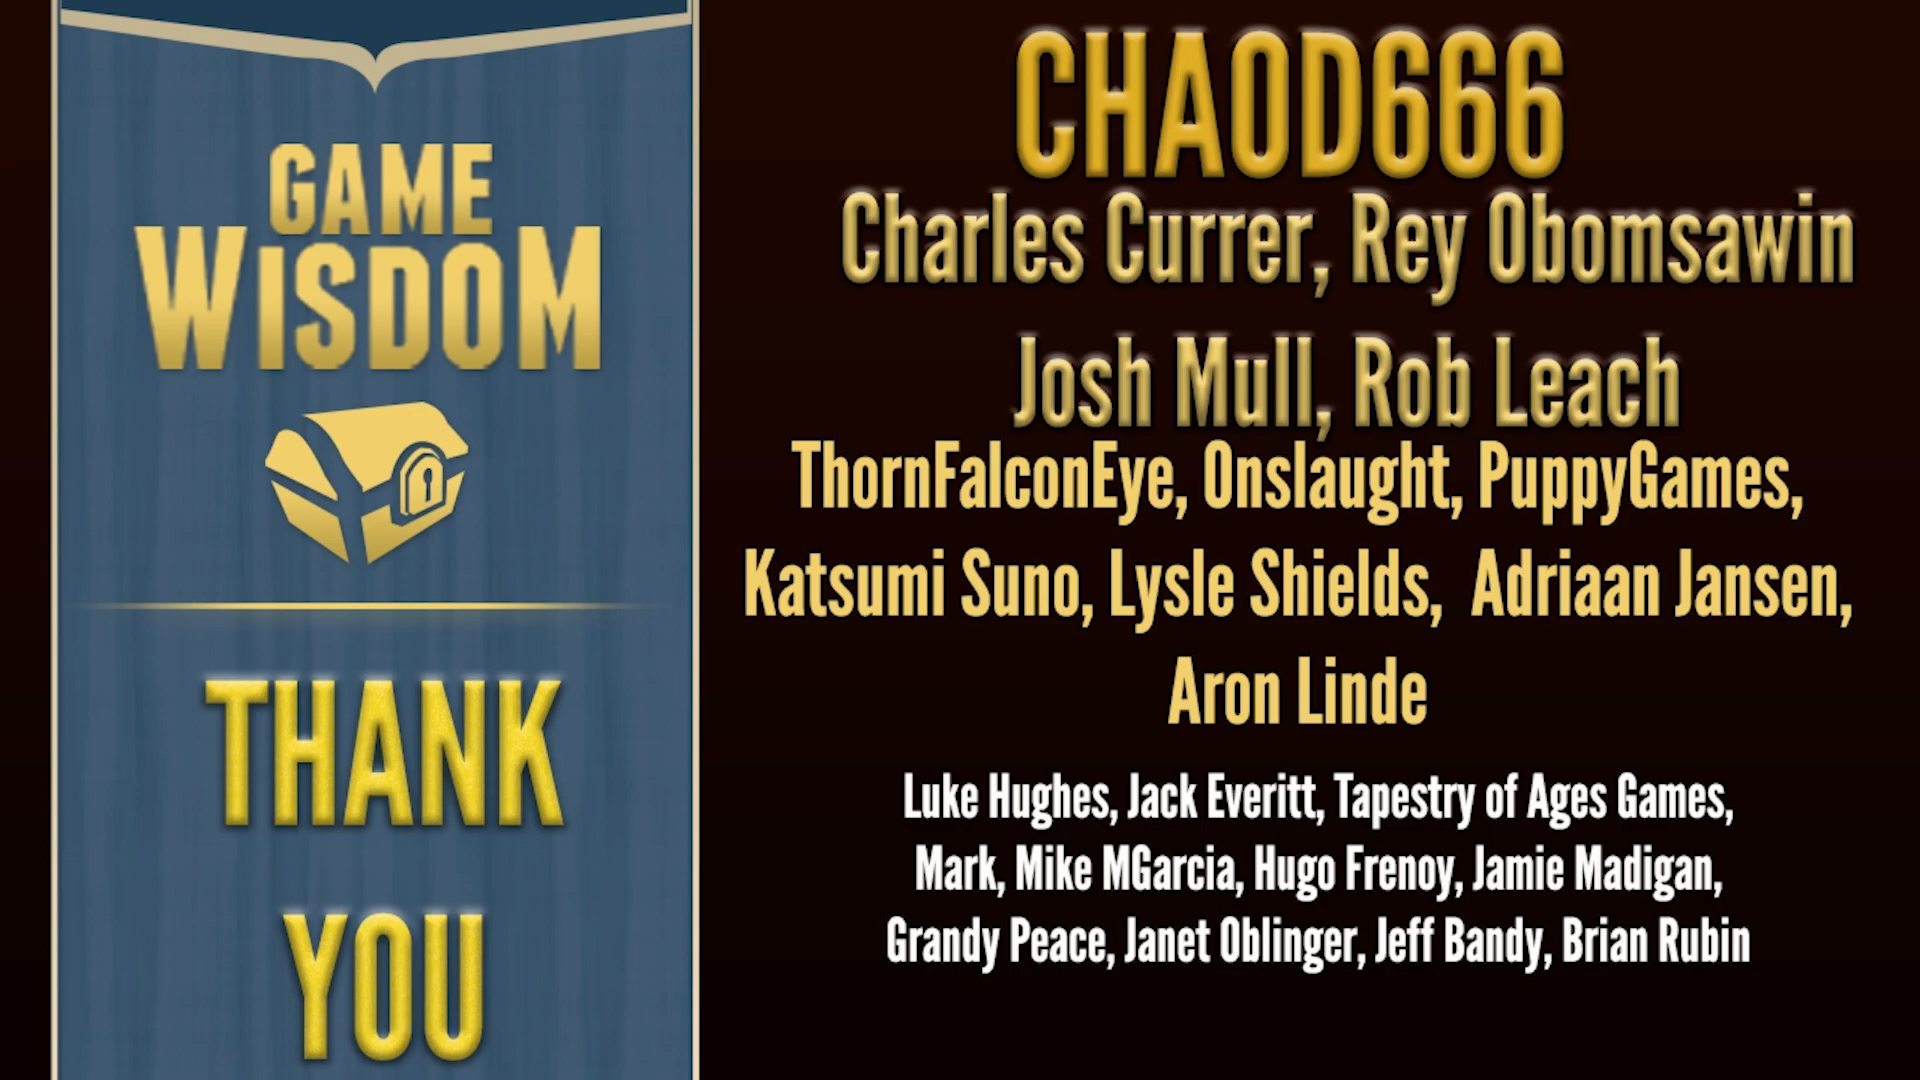 GAME
WISDOM
THANK
YOU
CHAOD666
Charles Currer, Rey Obomsawin
Josh Mull, Rob Leach
ThornFalconEye, Onslaught, PuppyGames,
Katsumi Suno, Lysle Shields, Adriaan Jansen,
Aron Linde
Luke Hughes, Jack Everitt, Tapestry of Ages Games,
Mark, Mike MGarcia, Hugo Frenoy, Jamie Madigan,
Grandy Peace, Janet Oblinger, Jeff Bandy, Brian Rubin